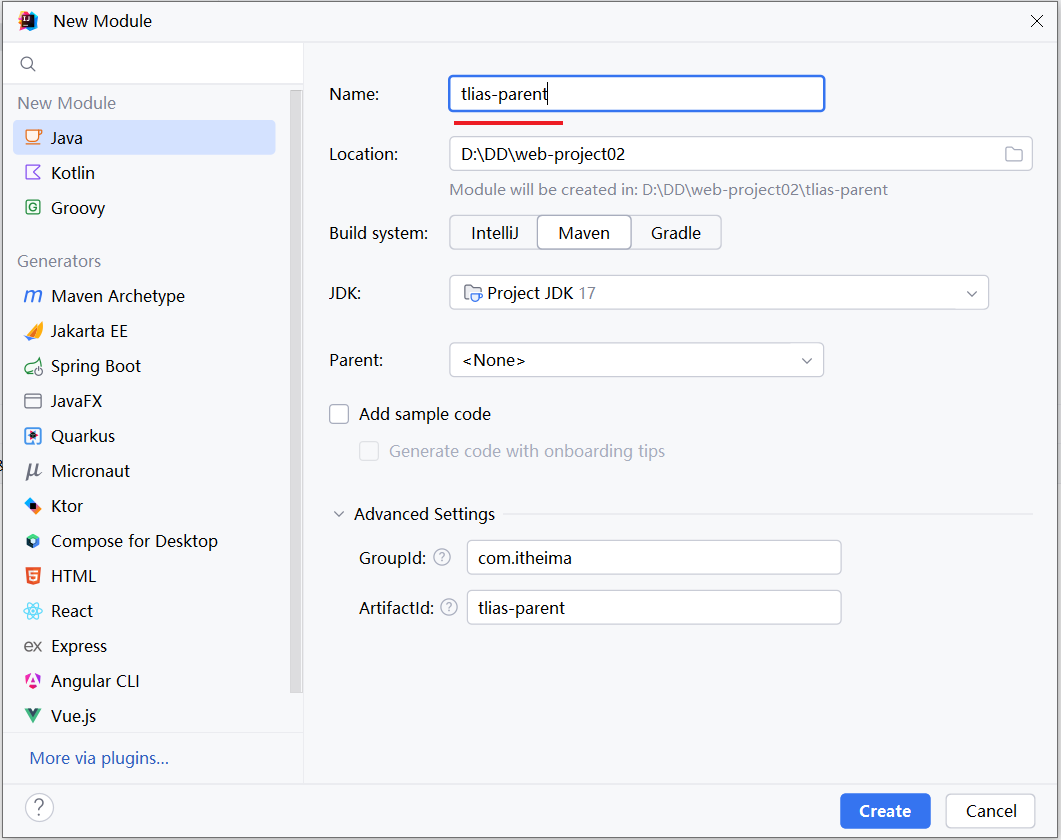 New Module
New Module
Java
Kotlin
Groovy
Generators
Maven Archetype
Jakarta EE
Spring Boot
JavaFX
Quarkus
Micronaut
Ktor
Compose for Desktop
HTML
React
Express
Angular CLI
Vue.js
More via plugins...
Name: tlias-parent
Location: D:\DD\web-project02
Module will be created in: D:\DD\web-project02\tlias-parent
Build system: IntelliJ Maven Gradle
JDK: Project JDK 17
Parent: <None>
Add sample code
Generate code with onboarding tips
Advanced Settings
GroupId: ? com.itheima
ArtifactId: ? tlias-parent
? Create Cancel